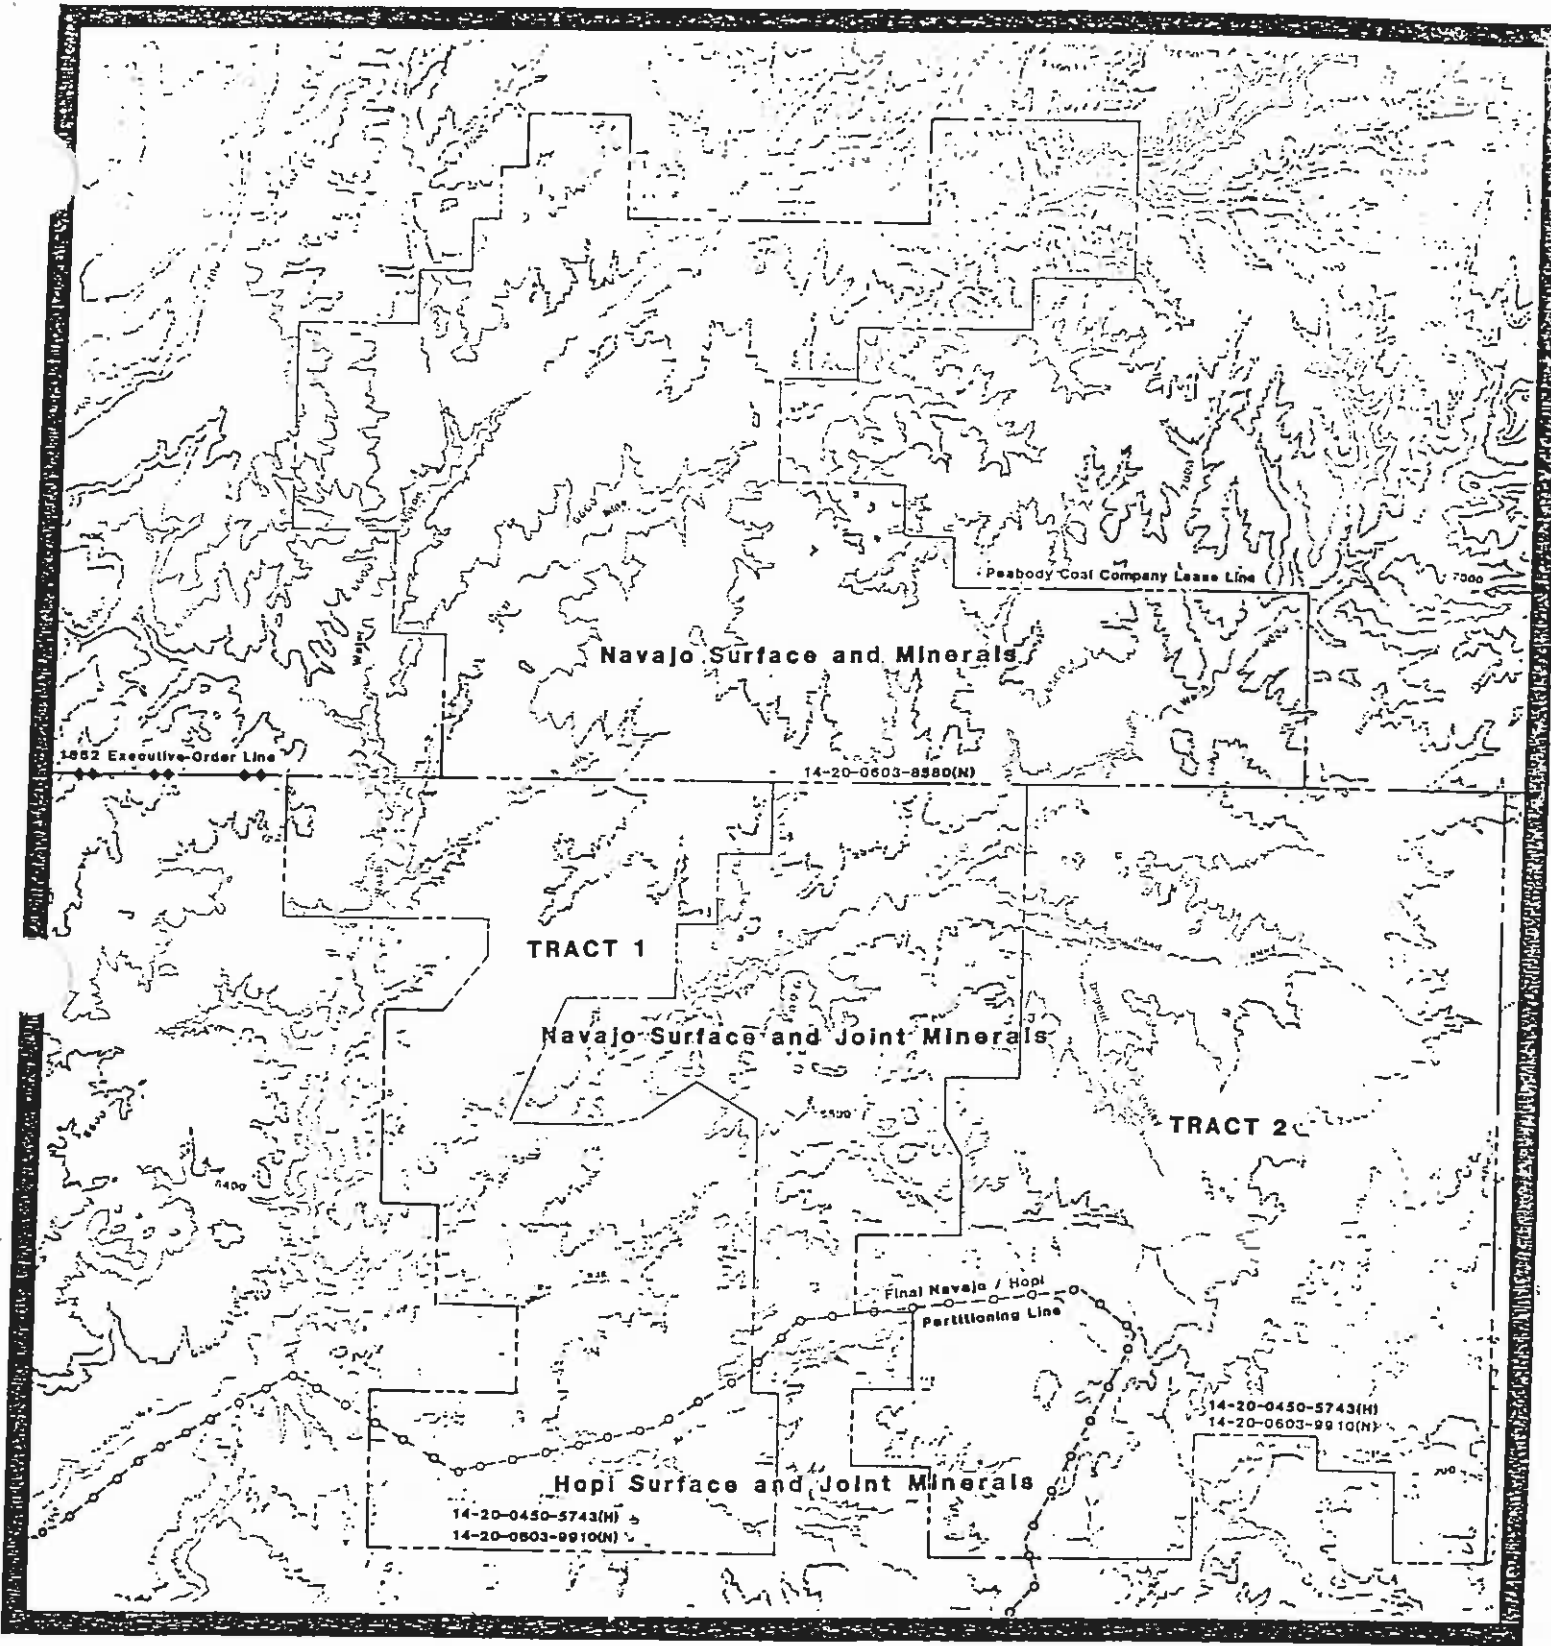 Peabody Coal Company Lease Line
7000
7000
6600
Navajo Surface and Minerals
1882 Executive Order Line
14-20-0603-8580(N)
TRACT 1
Navajo Surface and Joint Minerals
TRACT 2
6400
Final Navajo / Hopi
Partitioning Line
14-20-0450-5743(H)
14-20-0603-9910(N)
Hopi Surface and Joint Minerals
14-20-0450-5743(H)
14-20-0603-9910(N)